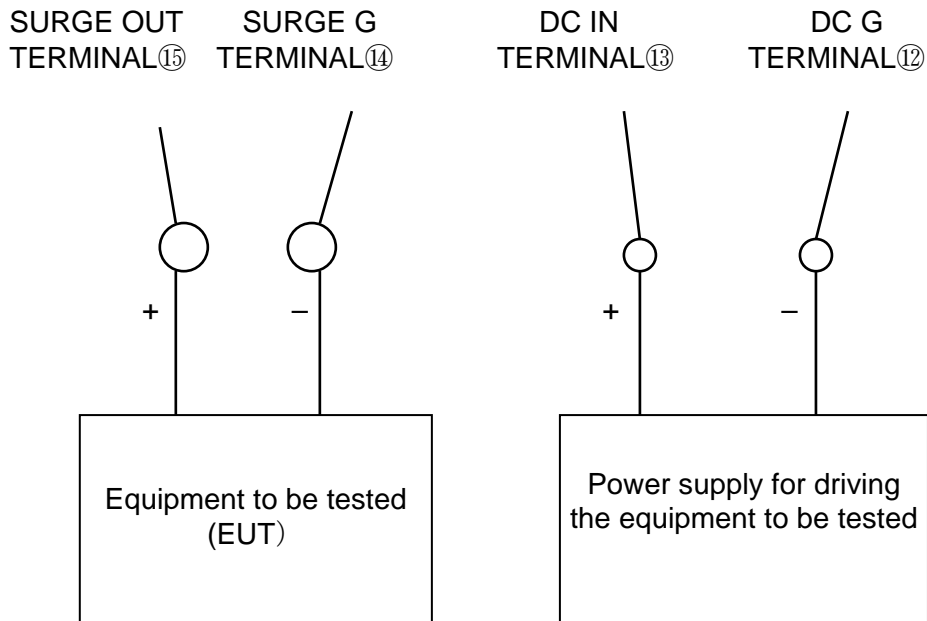 SURGE OUT
TERMINAL⑮
SURGE G
TERMINAL⑭
DC IN
TERMINAL⑬
DC G
TERMINAL⑫
+
–
+
–
Equipment to be tested
(EUT）
Power supply for driving
the equipment to be tested